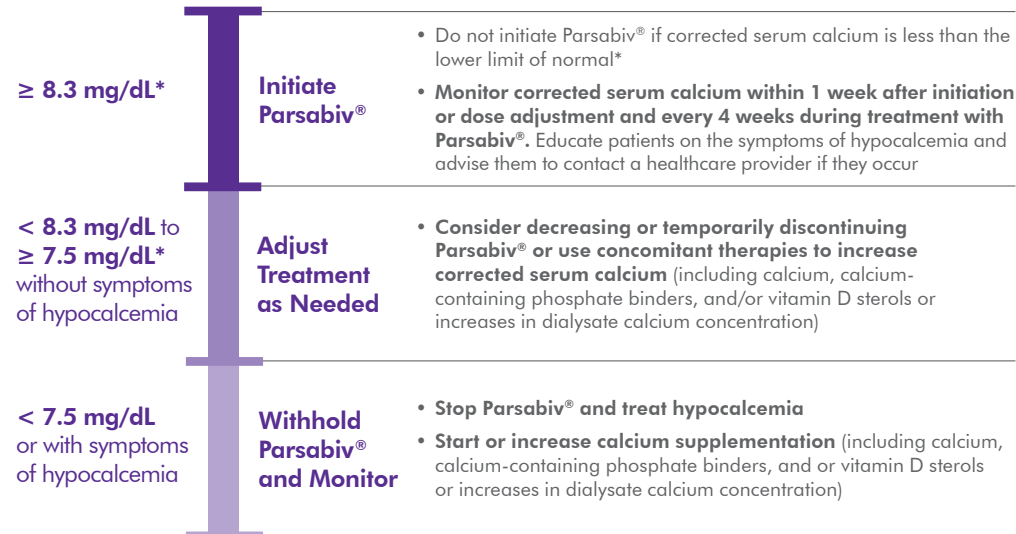 ≥ 8.3 mg/dL*
Initiate
Parsabiv®
• Do not initiate Parsabiv® if corrected serum calcium is less than the
lower limit of normal*
• Monitor corrected serum calcium within 1 week after initiation
or dose adjustment and every 4 weeks during treatment with
Parsabiv®. Educate patients on the symptoms of hypocalcemia and
advise them to contact a healthcare provider if they occur
< 8.3 mg/dL to
≥ 7.5 mg/dL*
without symptoms
of hypocalcemia
Adjust
Treatment
as Needed
• Consider decreasing or temporarily discontinuing
Parsabiv® or use concomitant therapies to increase
corrected serum calcium (including calcium, calcium-
containing phosphate binders, and/or vitamin D sterols or
increases in dialysate calcium concentration)
< 7.5 mg/dL
or with symptoms
of hypocalcemia
Withhold
Parsabiv®
and Monitor
• Stop Parsabiv® and treat hypocalcemia
• Start or increase calcium supplementation (including calcium,
calcium-containing phosphate binders, and or vitamin D sterols
or increases in dialysate calcium concentration)